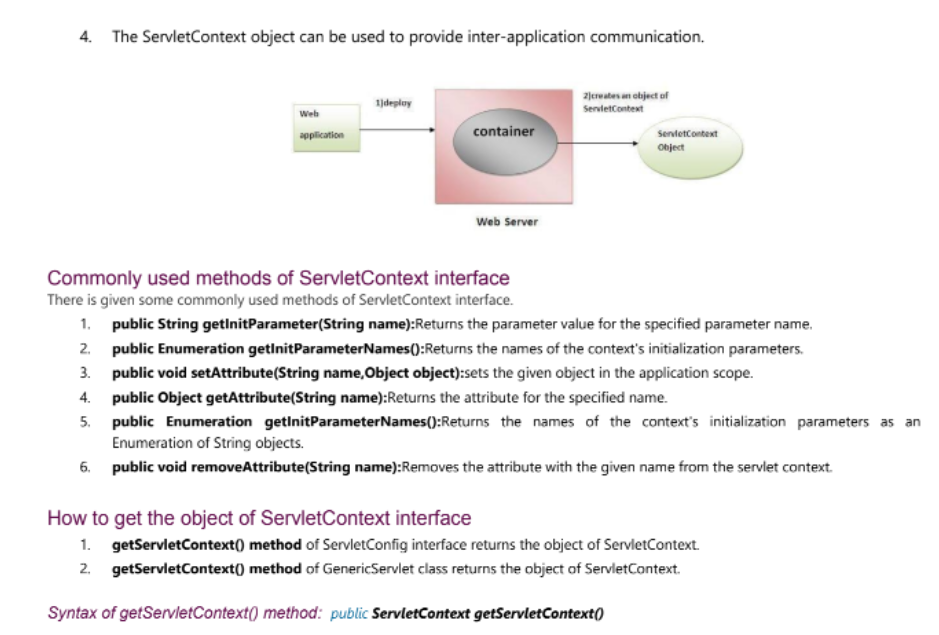 4. The ServletContext object can be used to provide inter-application communication.
1)deploy
2)creates an object of
ServletContext
Web
application
container
ServletContext
Object
Web Server
Commonly used methods of ServletContext interface
There is given some commonly used methods of ServletContext interface.
1. public String getInitParameter(String name):Returns the parameter value for the specified parameter name.
2. public Enumeration getInitParameterNames():Returns the names of the context's initialization parameters.
3. public void setAttribute(String name,Object object):sets the given object in the application scope.
4. public Object getAttribute(String name):Returns the attribute for the specified name.
5. public Enumeration getInitParameterNames():Returns the names of the context's initialization parameters as an
Enumeration of String objects.
6. public void removeAttribute(String name):Removes the attribute with the given name from the servlet context.
How to get the object of ServletContext interface
1. getServletContext() method of ServletConfig interface returns the object of ServletContext.
2. getServletContext() method of GenericServlet class returns the object of ServletContext.
Syntax of getServletContext() method: public ServletContext getServletContext()